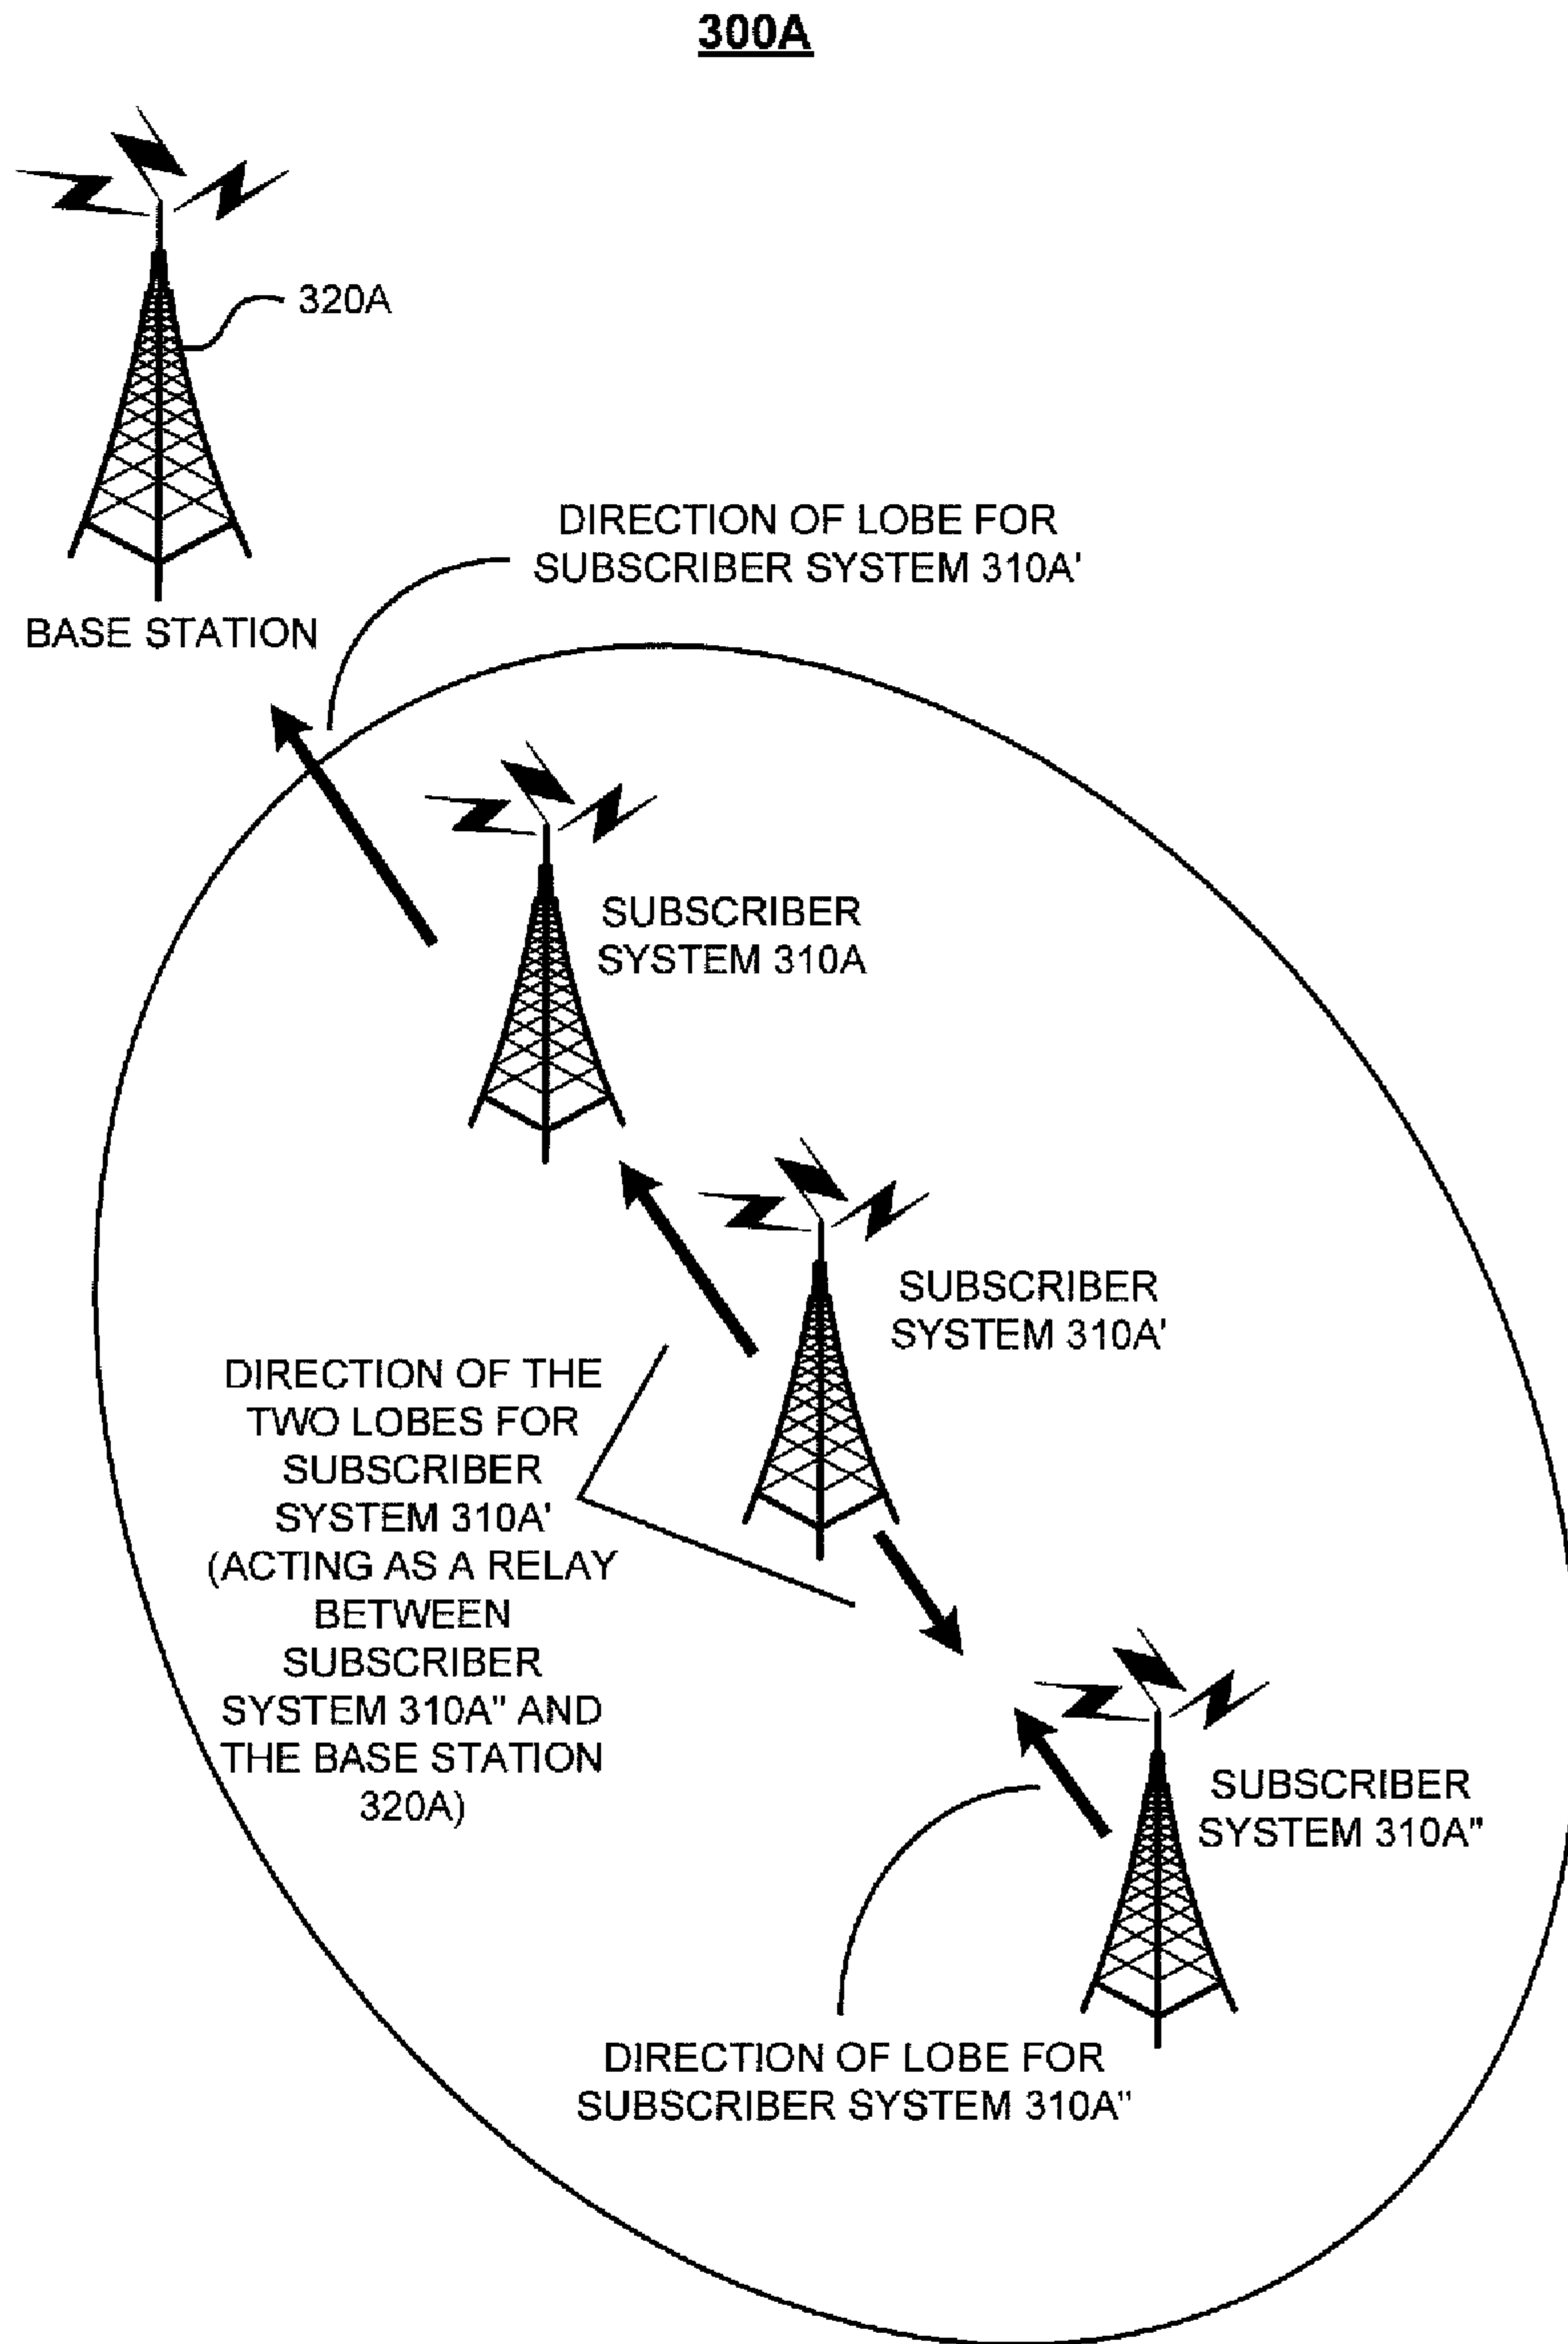 300A
320A
DIRECTION OF LOBE FOR
SUBSCRIBER SYSTEM 310A'
BASE STATION
SUBSCRIBER
SYSTEM 310A
SUBSCRIBER
SYSTEM 310A'
DIRECTION OF THE
TWO LOBES FOR
SUBSCRIBER
SYSTEM 310A'
(ACTING AS A RELAY
BETWEEN
SUBSCRIBER
SYSTEM 310A" AND
THE BASE STATION
320A)
SUBSCRIBER
SYSTEM 310A"
DIRECTION OF LOBE FOR
SUBSCRIBER SYSTEM 310A"